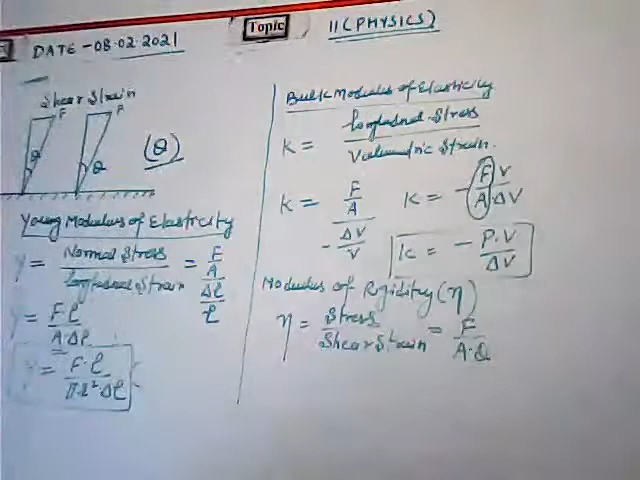 DATE - 08.02.2021
Topic
11(PHYSICS)
Shear Strain
F F
θ θ (θ)
Young Modulus of Elasticity
Y = Normal Stress / longitudinal Strain = F/A / Δl/l
Y = F.l / A.Δl
Y = F.l / π.r².Δl
Bulk Modulus of Elasticity
K = longitudinal Stress / Volumetric Strain.
K = F/A / - ΔV/V K = - F/A V/ΔV
K = - P.V / ΔV
Modulus of Rigidity (η)
η = Stress / Shear Strain = F / A.θ